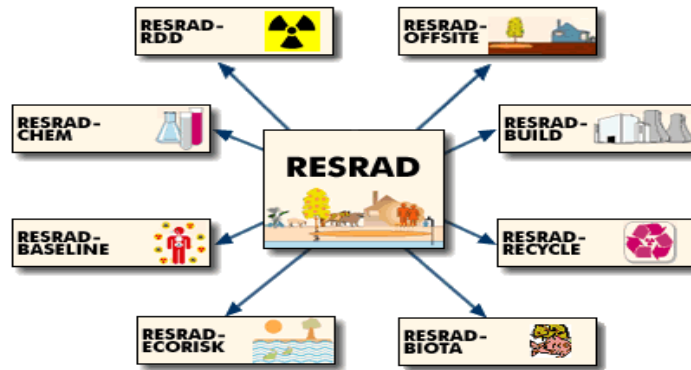 RESRAD-
RDD
RESRAD-
OFFSITE
RESRAD-
CHEM
RESRAD-
BUILD
RESRAD
RESRAD-
BASELINE
RESRAD-
RECYCLE
RESRAD-
ECORISK
RESRAD-
BIOTA